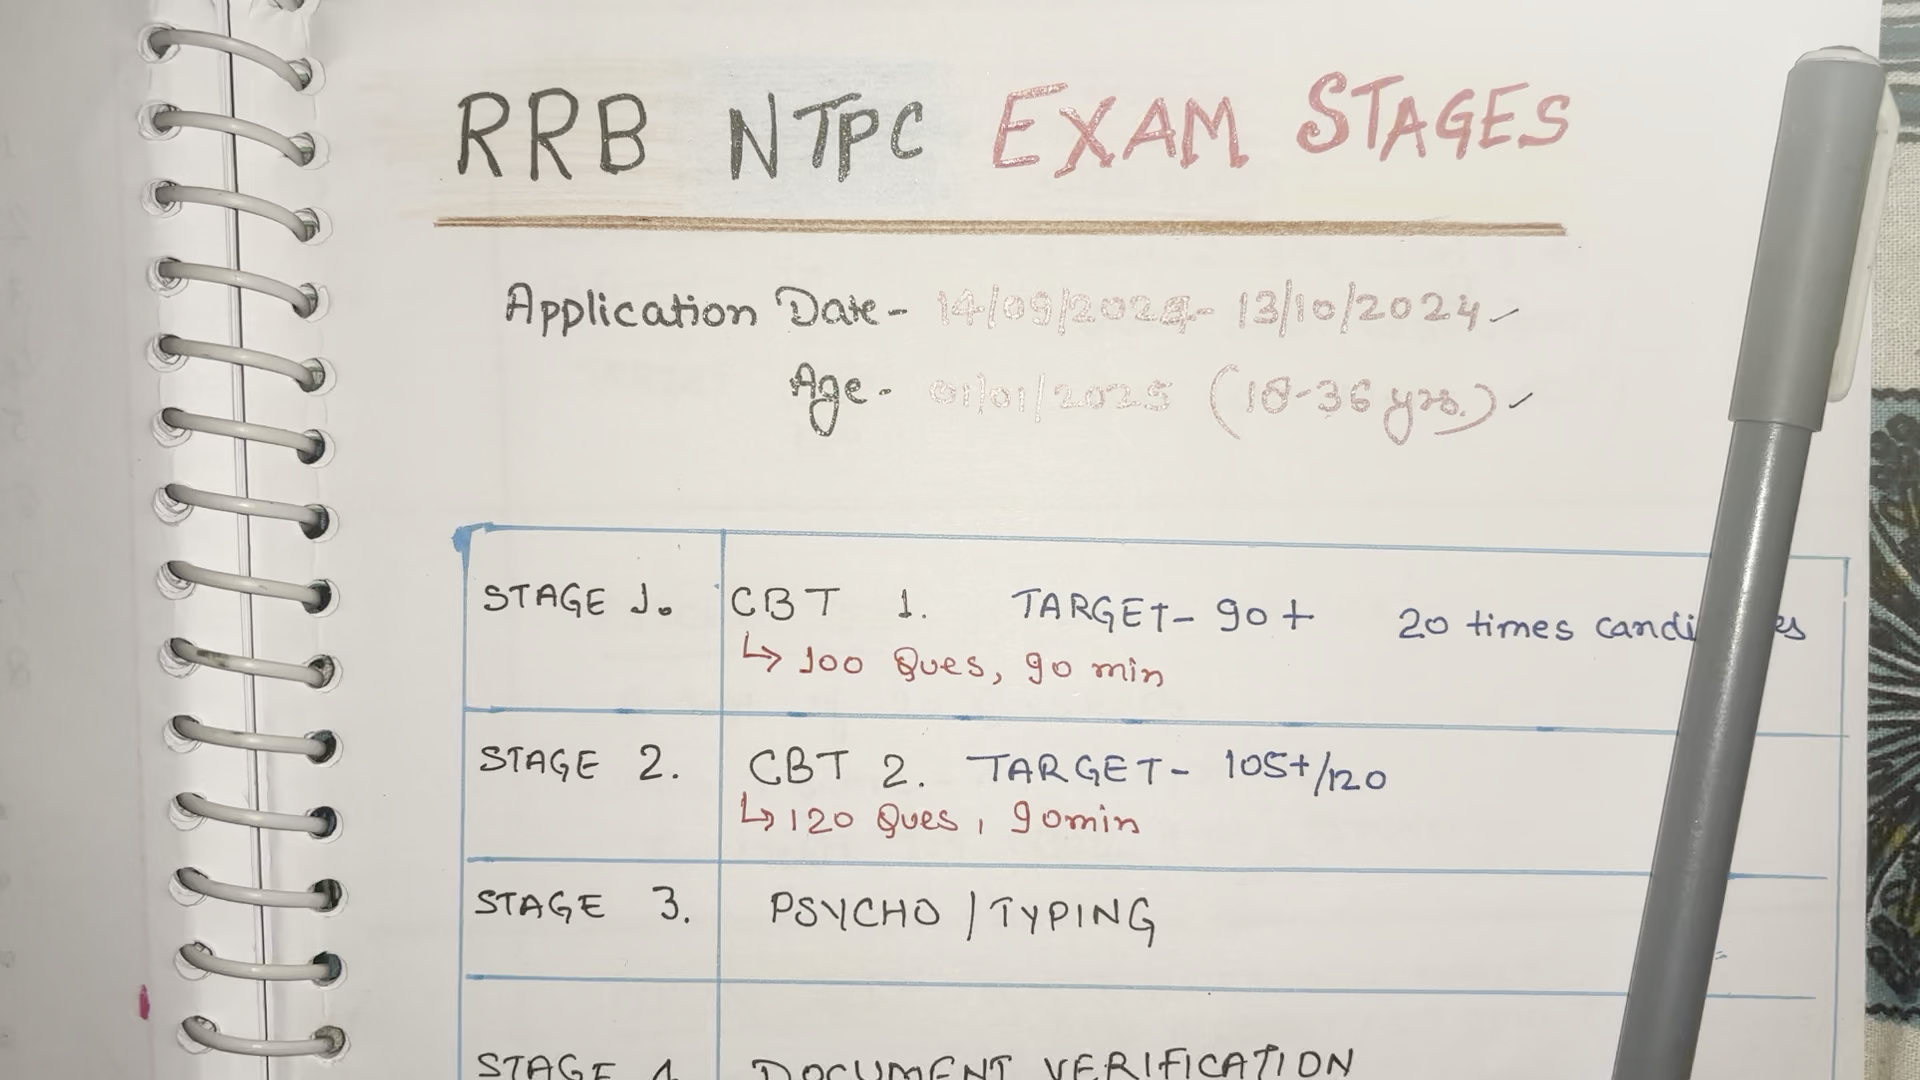 RRB NTPC EXAM STAGES
Application Date - 14/09/2024 - 13/10/2024
Age - 01/01/2025 (18-36 yrs.)
STAGE 1. CBT 1. TARGET - 90+ 20 times
↳ 100 Ques, 90 min
STAGE 2. CBT 2. TARGET - 105+/120
↳ 120 Ques, 90min
STAGE 3. PSYCHO / TYPING
STAGE 4 DOCUMENT VERIFICATION